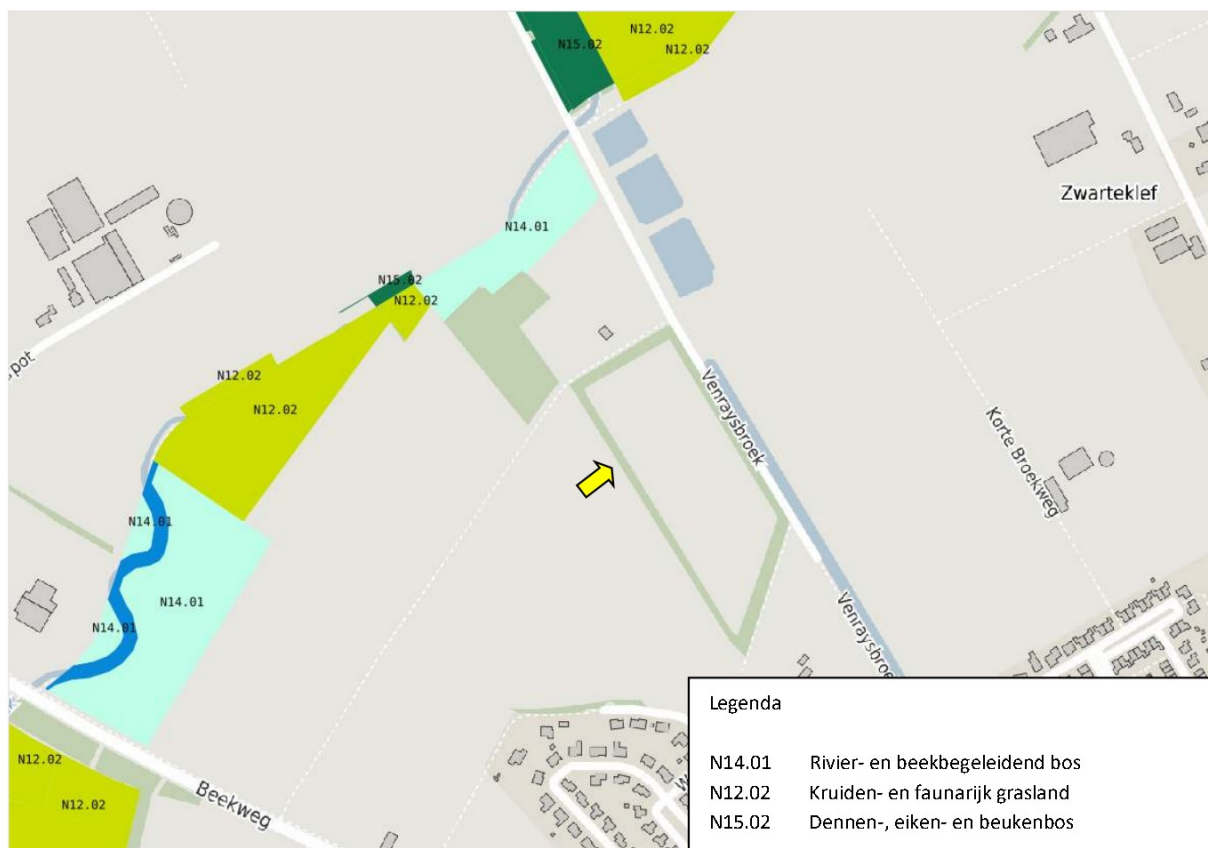 N15.02
N12.02
N12.02
Zwarteklef
N14.01
N15.02
N12.02
pot
N12.02
N12.02
Venraysbroek
Korte Broekweg
N14.01
N14.01
N14.01
Venraysbroe
N12.02
N12.02
Beekweg
W
Legenda
N14.01 Rivier- en beekbegeleidend bos
N12.02 Kruiden- en faunarijk grasland
N15.02 Dennen-, eiken- en beukenbos